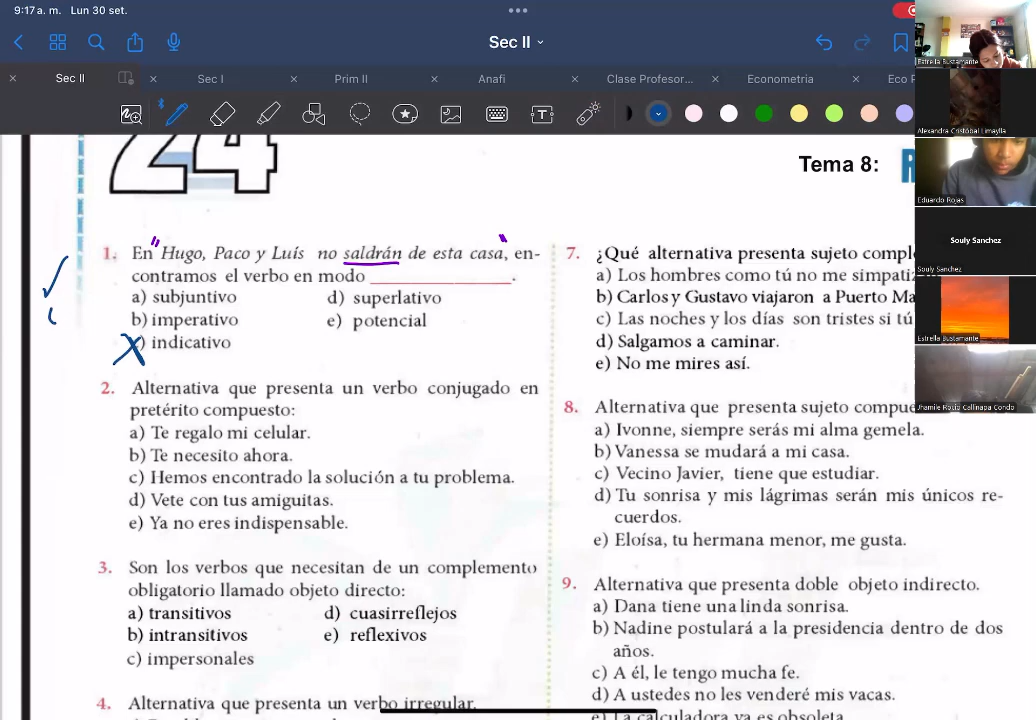 9:17 a. m. Lun 30 set.
Sec II
Sec II
Sec I
Prim II
Anafi
Clase Profesor...
Econometria
Eco
Estrella Bustamante
Alexandra Cristóbal Limaylla
Eduardo Rojas
Souly Sanchez
Souly Sanchez
Estrella Bustamante
Jhamile Rocio Callinapa Condo
24
Tema 8:
1. En "Hugo, Paco y Luís no saldrán de esta casa", en-
contramos el verbo en modo ____________.
a) subjuntivo
d) superlativo
b) imperativo
e) potencial
) indicativo
2. Alternativa que presenta un verbo conjugado en
pretérito compuesto:
a) Te regalo mi celular.
b) Te necesito ahora.
c) Hemos encontrado la solución a tu problema.
d) Vete con tus amiguitas.
e) Ya no eres indispensable.
3. Son los verbos que necesitan de un complemento
obligatorio llamado objeto directo:
a) transitivos
d) cuasirreflejos
b) intransitivos
e) reflexivos
c) impersonales
4. Alternativa que presenta un verbo irregular.
7. ¿Qué alternativa presenta sujeto compl
a) Los hombres como tú no me simpati
b) Carlos y Gustavo viajaron a Puerto Ma
c) Las noches y los días son tristes si tú
d) Salgamos a caminar.
e) No me mires así.
8. Alternativa que presenta sujeto compue
a) Ivonne, siempre serás mi alma gemela.
b) Vanessa se mudará a mi casa.
c) Vecino Javier, tiene que estudiar.
d) Tu sonrisa y mis lágrimas serán mis únicos re-
cuerdos.
e) Eloísa, tu hermana menor, me gusta.
9. Alternativa que presenta doble objeto indirecto.
a) Dana tiene una linda sonrisa.
b) Nadine postulará a la presidencia dentro de dos
años.
c) A él, le tengo mucha fe.
d) A ustedes no les venderé mis vacas.
e) La calculadora ya es obsoleta